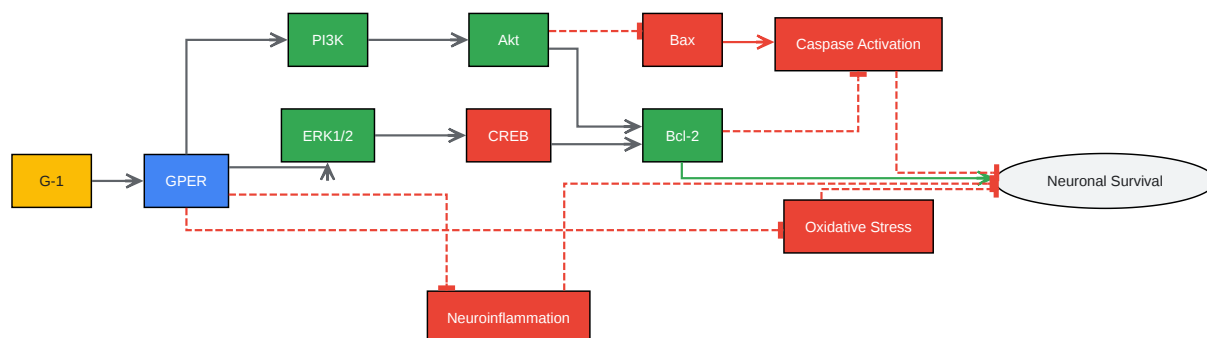 PI3K
Akt
Bax
Caspase Activation
ERK1/2
CREB
Bcl-2
G-1
GPER
Neuronal Survival
Oxidative Stress
Neuroinflammation